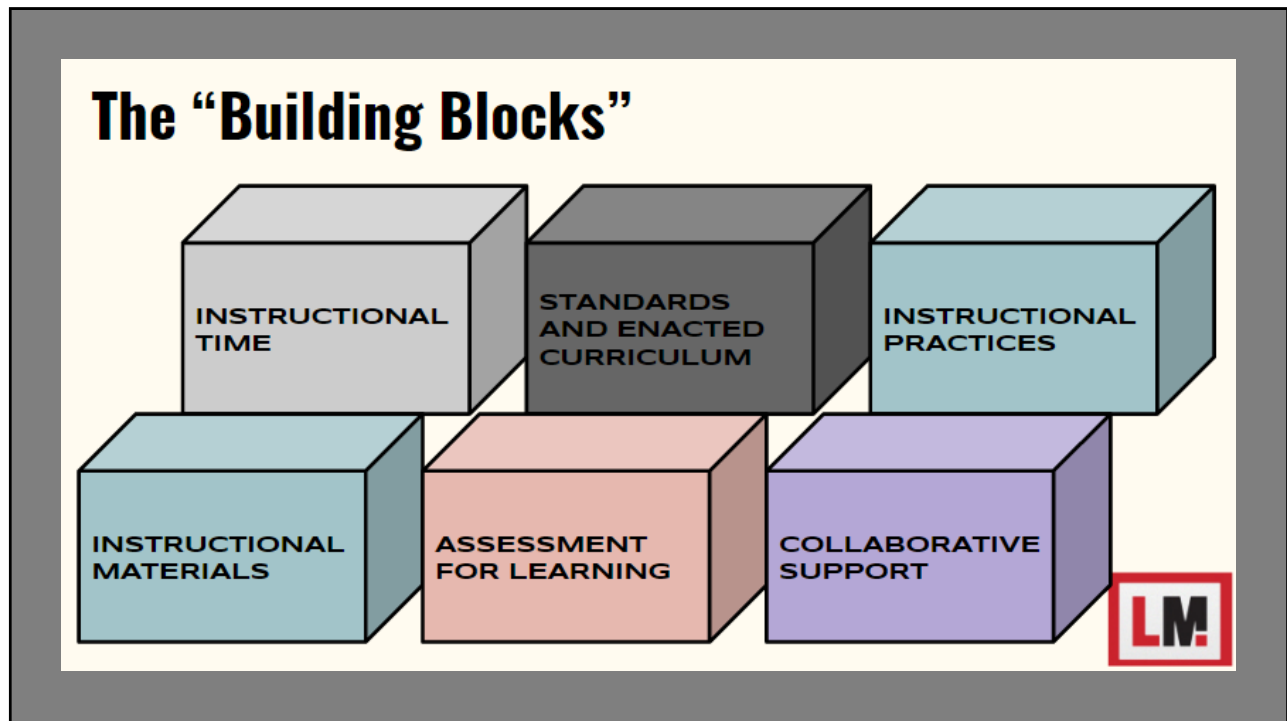 The “Building Blocks”
INSTRUCTIONAL
TIME
STANDARDS
AND ENACTED
CURRICULUM
INSTRUCTIONAL
PRACTICES
INSTRUCTIONAL
MATERIALS
ASSESSMENT
FOR LEARNING
COLLABORATIVE
SUPPORT
LM!